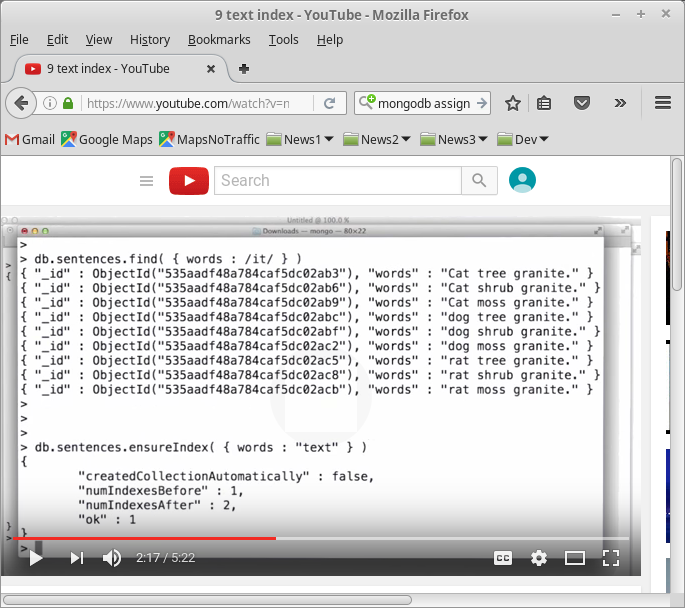 9 text index - YouTube - Mozilla Firefox
File Edit View History Bookmarks Tools Help
9 text index - YouTube
https://www.youtube.com/watch?v=n
mongodb assign
Gmail Google Maps MapsNoTraffic News1 News2 News3 Dev
Search
Untitled @ 100.0 %
Downloads — mongo — 80×22
>
> db.sentences.find( { words : /it/ } )
{ "_id" : ObjectId("535aadf48a784caf5dc02ab3"), "words" : "Cat tree granite." }
{ "_id" : ObjectId("535aadf48a784caf5dc02ab6"), "words" : "Cat shrub granite." }
{ "_id" : ObjectId("535aadf48a784caf5dc02ab9"), "words" : "Cat moss granite." }
{ "_id" : ObjectId("535aadf48a784caf5dc02abc"), "words" : "dog tree granite." }
{ "_id" : ObjectId("535aadf48a784caf5dc02abf"), "words" : "dog shrub granite." }
{ "_id" : ObjectId("535aadf48a784caf5dc02ac2"), "words" : "dog moss granite." }
{ "_id" : ObjectId("535aadf48a784caf5dc02ac5"), "words" : "rat tree granite." }
{ "_id" : ObjectId("535aadf48a784caf5dc02ac8"), "words" : "rat shrub granite." }
{ "_id" : ObjectId("535aadf48a784caf5dc02acb"), "words" : "rat moss granite." }
>
>
>
> db.sentences.ensureIndex( { words : "text" } )
{
"createdCollectionAutomatically" : false,
"numIndexesBefore" : 1,
"numIndexesAfter" : 2,
"ok" : 1
}
>
2:17 / 5:22
CC